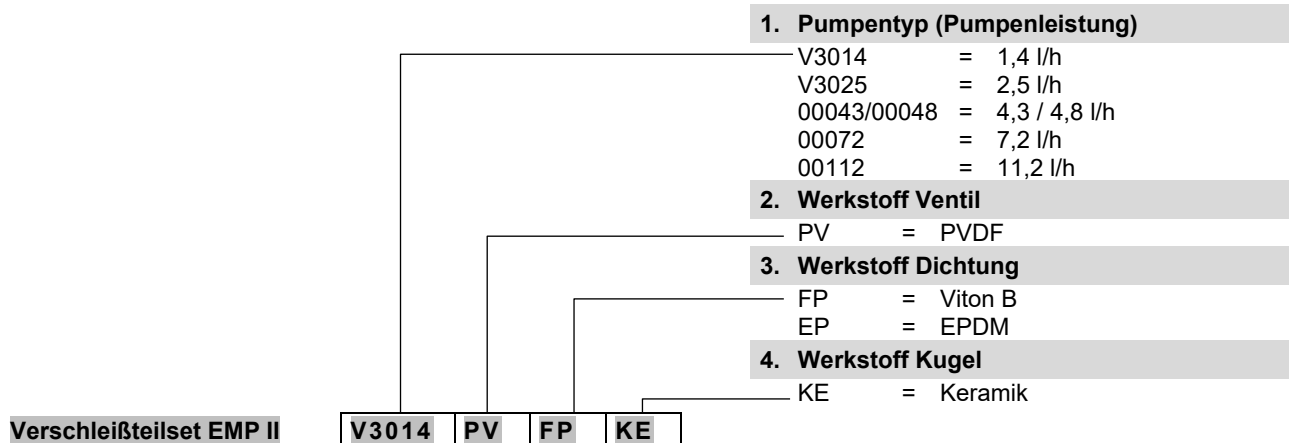 1. Pumpentyp (Pumpenleistung)
V3014 = 1,4 l/h
V3025 = 2,5 l/h
00043/00048 = 4,3 / 4,8 l/h
00072 = 7,2 l/h
00112 = 11,2 l/h
2. Werkstoff Ventil
PV = PVDF
3. Werkstoff Dichtung
FP = Viton B
EP = EPDM
4. Werkstoff Kugel
KE = Keramik
Verschleißteilset EMP II V3014 PV FP KE